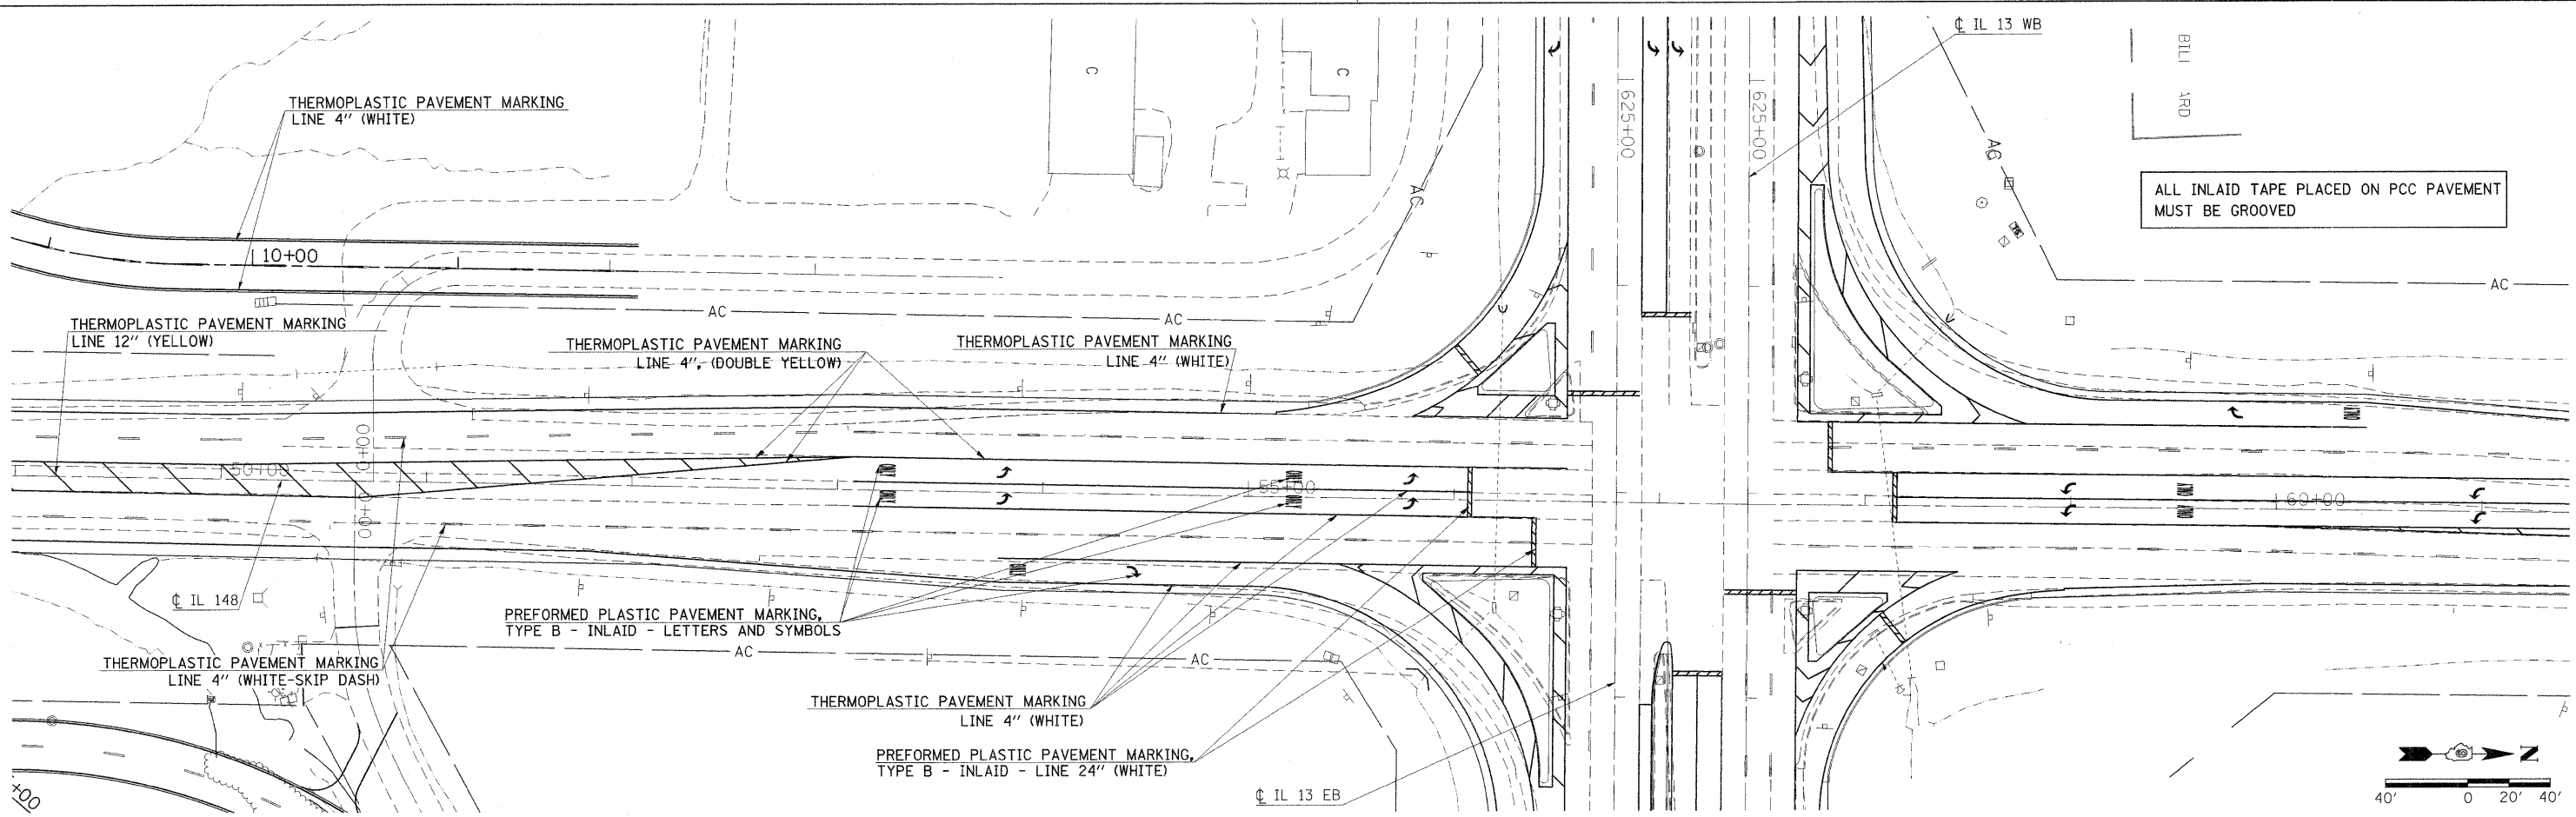 ℄ IL 13 WB
BILL
ARD
C
C
THERMOPLASTIC PAVEMENT MARKING
LINE 4" (WHITE)
625+00
625+00
AC
AC
ALL INLAID TAPE PLACED ON PCC PAVEMENT
MUST BE GROOVED
10+00
AC
AC
AC
THERMOPLASTIC PAVEMENT MARKING
LINE 12" (YELLOW)
THERMOPLASTIC PAVEMENT MARKING
LINE 4", (DOUBLE YELLOW)
THERMOPLASTIC PAVEMENT MARKING
LINE 4" (WHITE)
50+00
55+00
60+00
℄ IL 148
PREFORMED PLASTIC PAVEMENT MARKING,
TYPE B - INLAID - LETTERS AND SYMBOLS
THERMOPLASTIC PAVEMENT MARKING
LINE 4" (WHITE-SKIP DASH)
AC
AC
THERMOPLASTIC PAVEMENT MARKING
LINE 4" (WHITE)
PREFORMED PLASTIC PAVEMENT MARKING,
TYPE B - INLAID - LINE 24" (WHITE)
℄ IL 13 EB
+00
N
40' 0 20' 40'